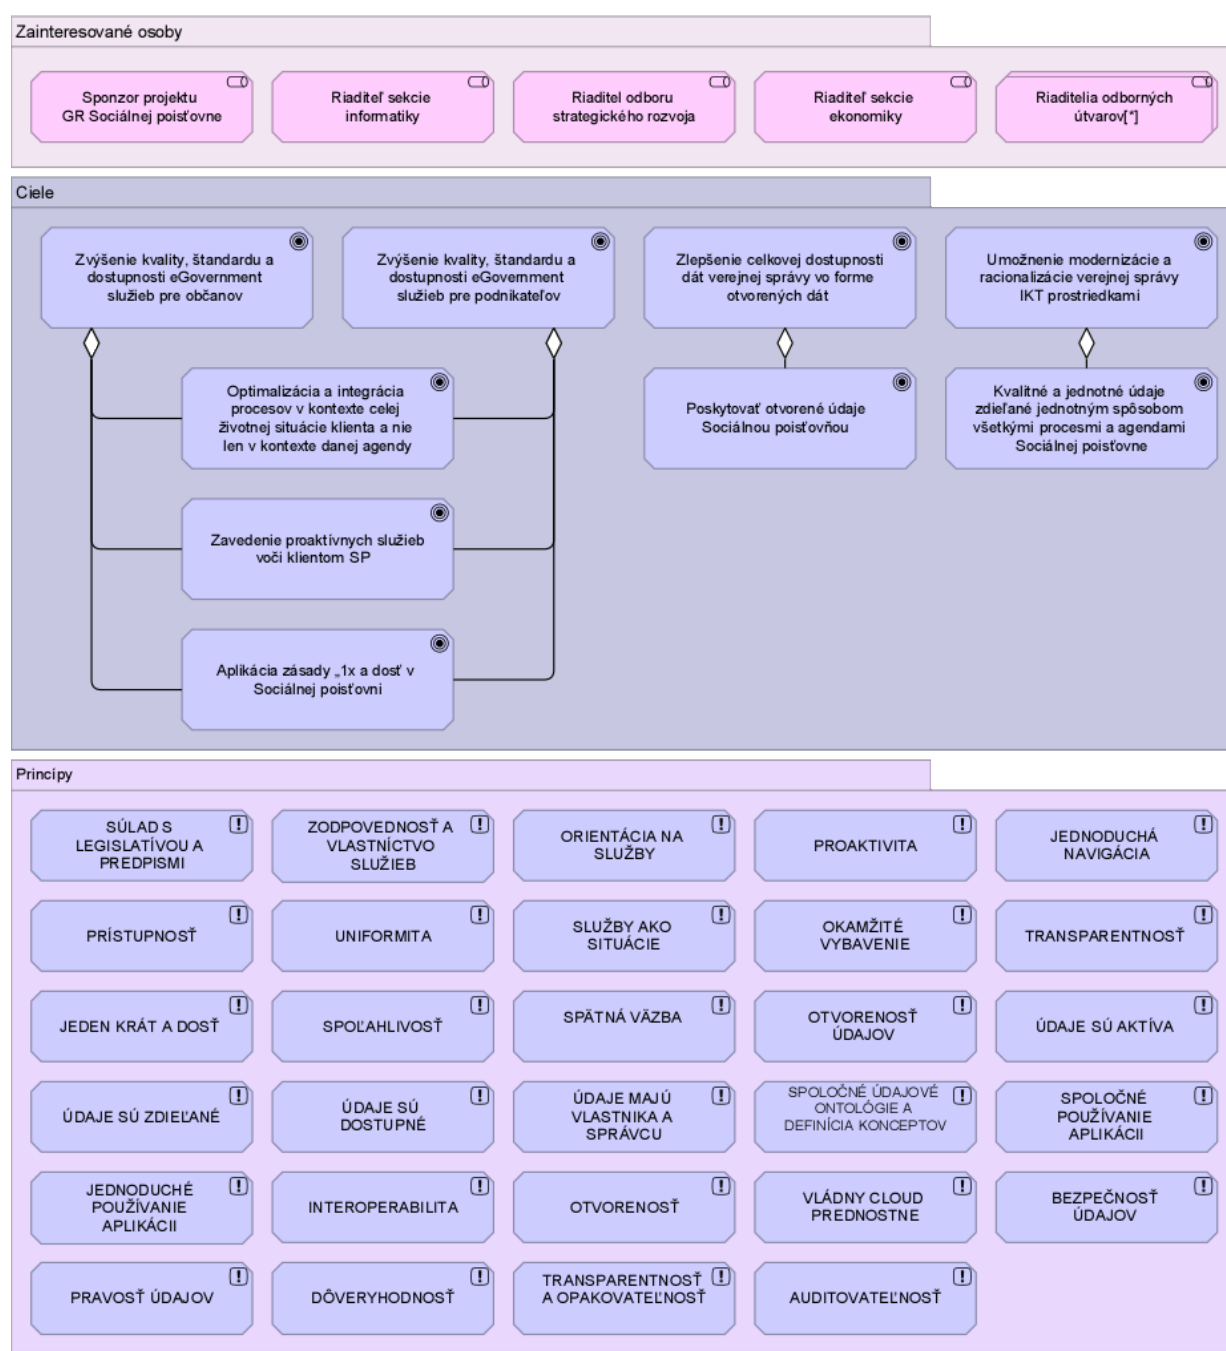 Zainteresované osoby
Sponzor projektu
GR Sociálnej poisťovne
Riaditeľ sekcie
informatiky
Riaditel odboru
strategického rozvoja
Riaditeľ sekcie
ekonomiky
Riaditelia odborných
útvarov[*]
Ciele
Zvýšenie kvality, štandardu a
dostupnosti eGovernment
služieb pre občanov
Zvýšenie kvality, štandardu a
dostupnosti eGovernment
služieb pre podnikateľov
Zlepšenie celkovej dostupnosti
dát verejnej správy vo forme
otvorených dát
Umožnenie modernizácie a
racionalizácie verejnej správy
IKT prostriedkami
Optimalizácia a integrácia
procesov v kontexte celej
životnej situácie klienta a nie
len v kontexte danej agendy
Poskytovať otvorené údaje
Sociálnou poisťovňou
Kvalitné a jednotné údaje
zdieľané jednotným spôsobom
všetkými procesmi a agendami
Sociálnej poisťovne
Zavedenie proaktívnych služieb
voči klientom SP
Aplikácia zásady „1x a dosť v
Sociálnej poisťovni
Princípy
SÚLAD S
LEGISLATÍVOU A
PREDPISMI
ZODPOVEDNOSŤ A
VLASTNÍCTVO
SLUŽIEB
ORIENTÁCIA NA
SLUŽBY
PROAKTIVITA
JEDNODUCHÁ
NAVIGÁCIA
PRÍSTUPNOSŤ
UNIFORMITA
SLUŽBY AKO
SITUÁCIE
OKAMŽITÉ
VYBAVENIE
TRANSPARENTNOSŤ
JEDEN KRÁT A DOSŤ
SPOĽAHLIVOSŤ
SPÄTNÁ VÄZBA
OTVORENOSŤ
ÚDAJOV
ÚDAJE SÚ AKTÍVA
ÚDAJE SÚ ZDIEĽANÉ
ÚDAJE SÚ
DOSTUPNÉ
ÚDAJE MAJÚ
VLASTNIKA A
SPRÁVCU
SPOLOČNÉ ÚDAJOVÉ
ONTOLÓGIE A
DEFINÍCIA KONCEPTOV
SPOLOČNÉ
POUŽÍVANIE
APLIKÁCII
JEDNODUCHÉ
POUŽÍVANIE
APLIKÁCII
INTEROPERABILITA
OTVORENOSŤ
VLÁDNY CLOUD
PREDNOSTNE
BEZPEČNOSŤ
ÚDAJOV
PRAVOSŤ ÚDAJOV
DÔVERYHODNOSŤ
TRANSPARENTNOSŤ
A OPAKOVATEĽNOSŤ
AUDITOVATEĽNOSŤ